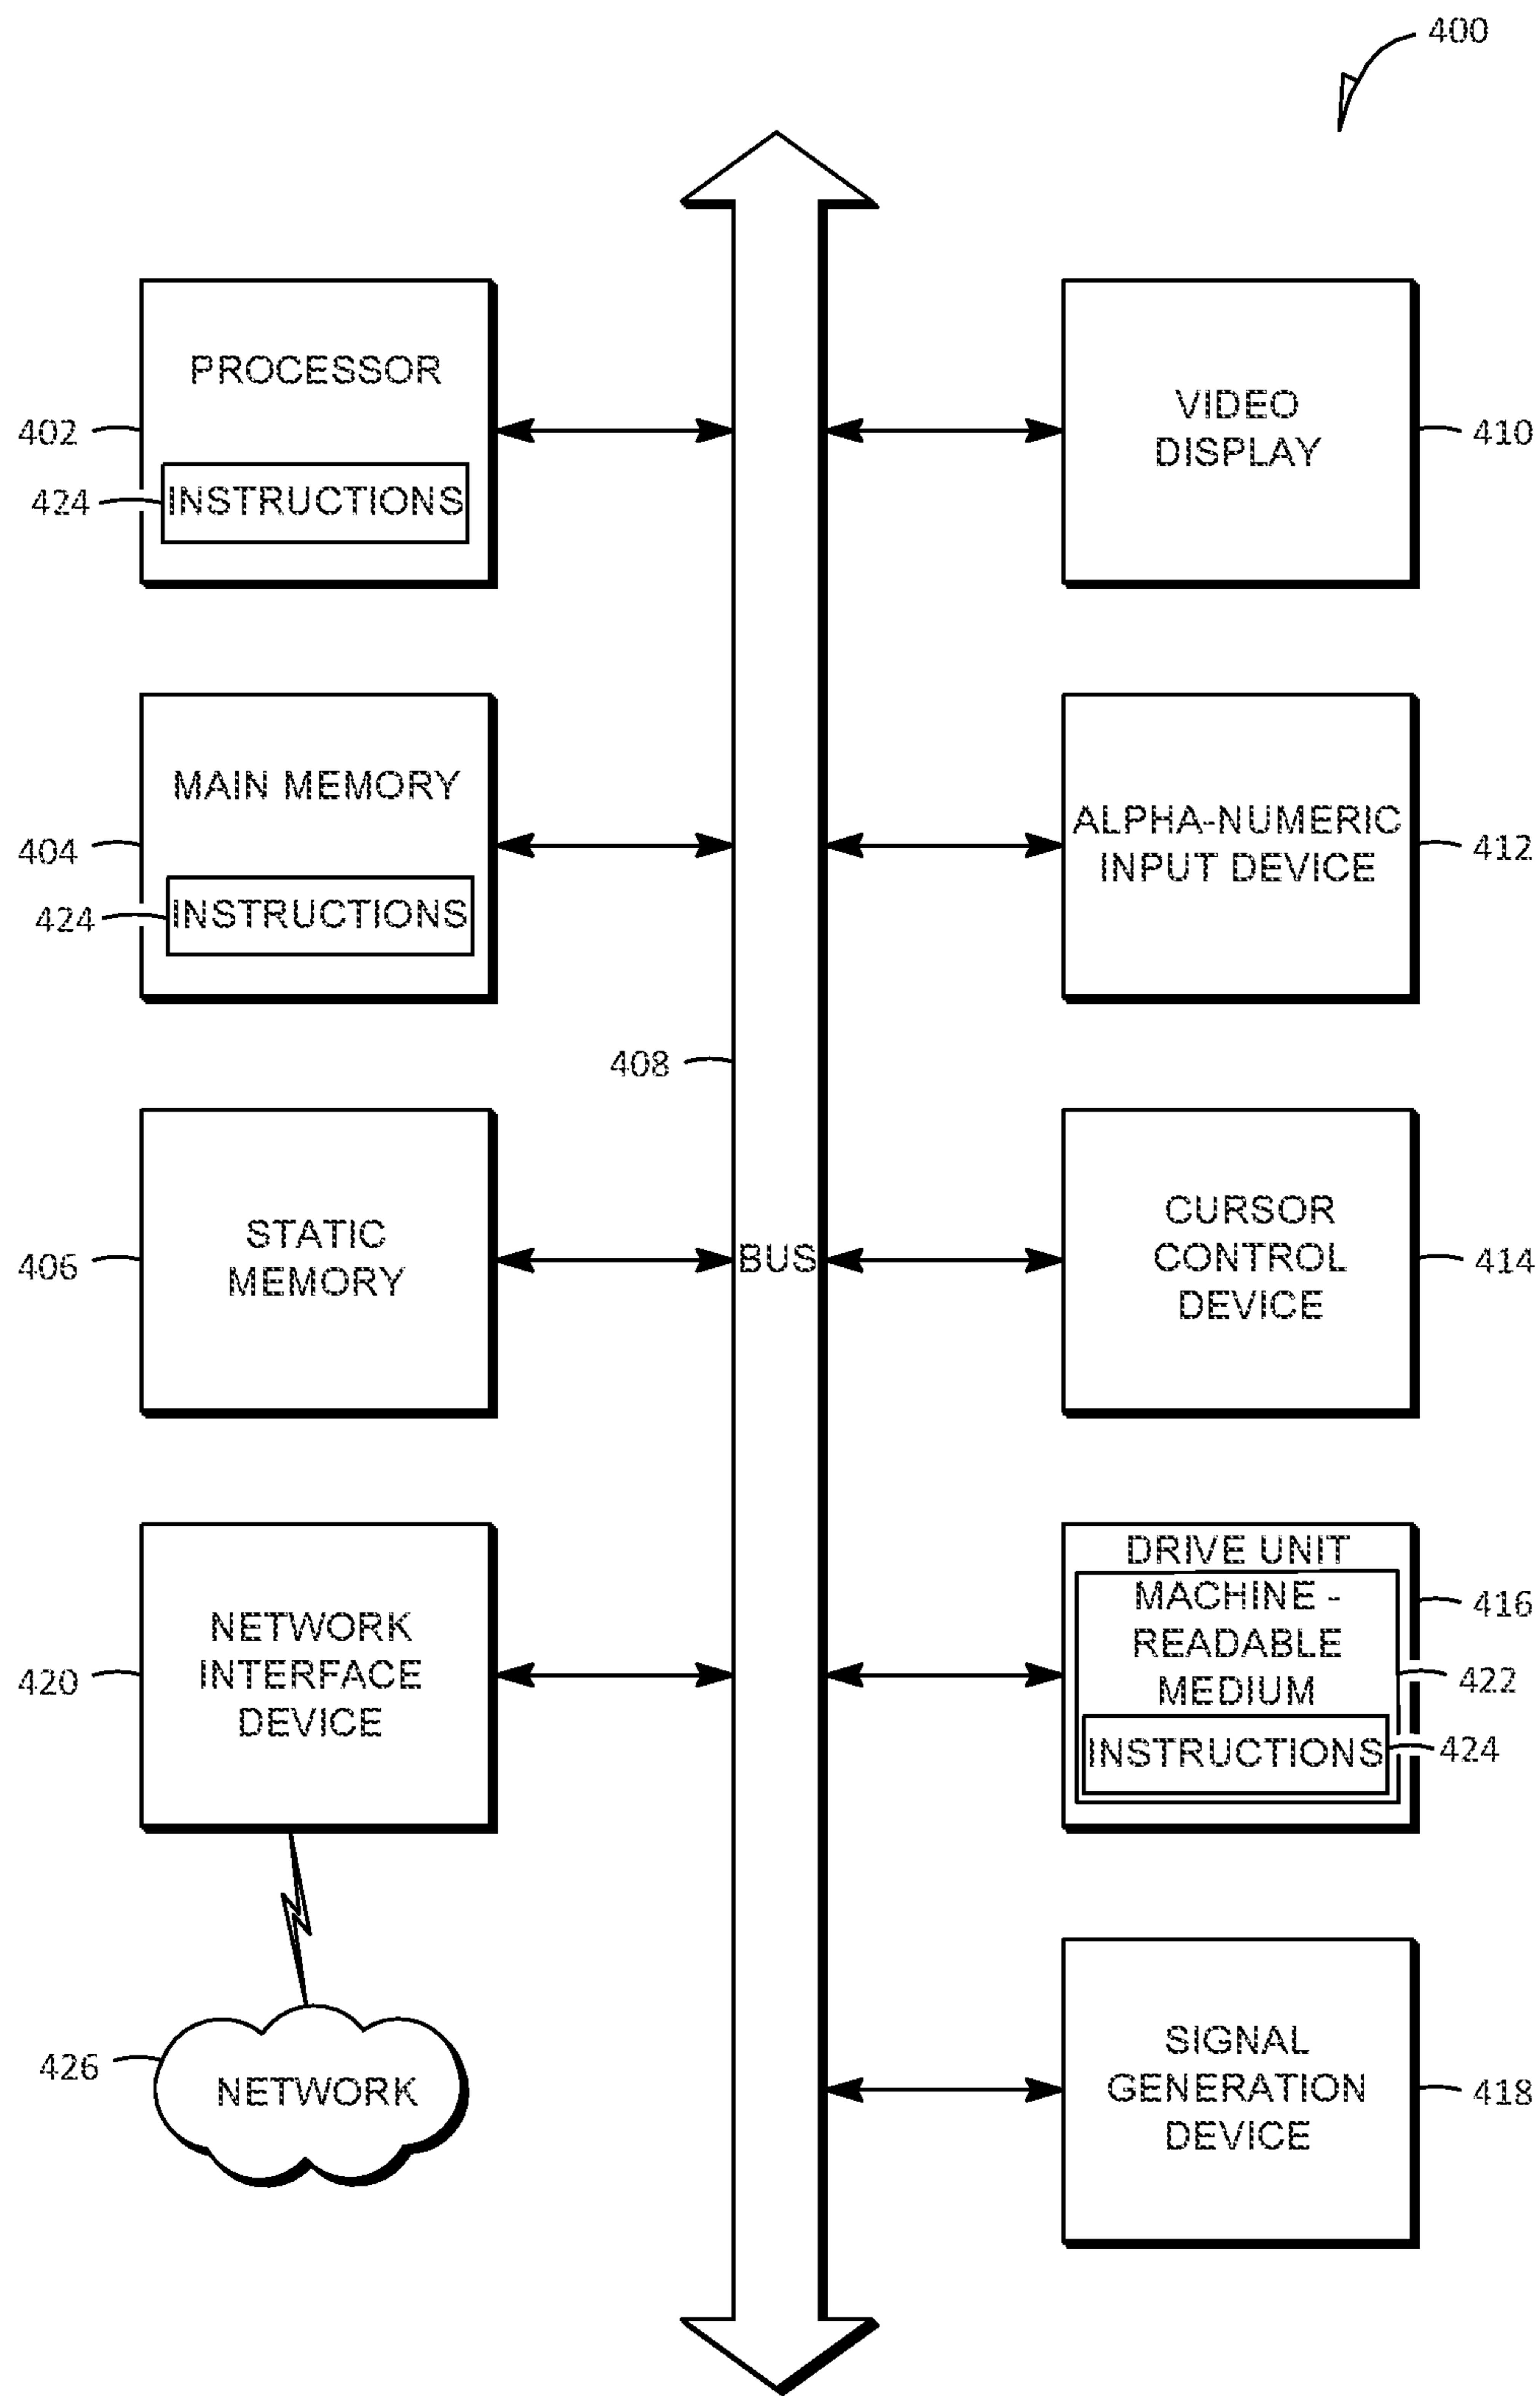 400
PROCESSOR
402
424
INSTRUCTIONS
VIDEO
DISPLAY
410
MAIN MEMORY
404
424
INSTRUCTIONS
ALPHA-NUMERIC
INPUT DEVICE
412
408
STATIC
MEMORY
406
BUS
CURSOR
CONTROL
DEVICE
414
NETWORK
INTERFACE
DEVICE
420
DRIVE UNIT
416
MACHINE -
READABLE
MEDIUM
422
INSTRUCTIONS
424
426
NETWORK
SIGNAL
GENERATION
DEVICE
418